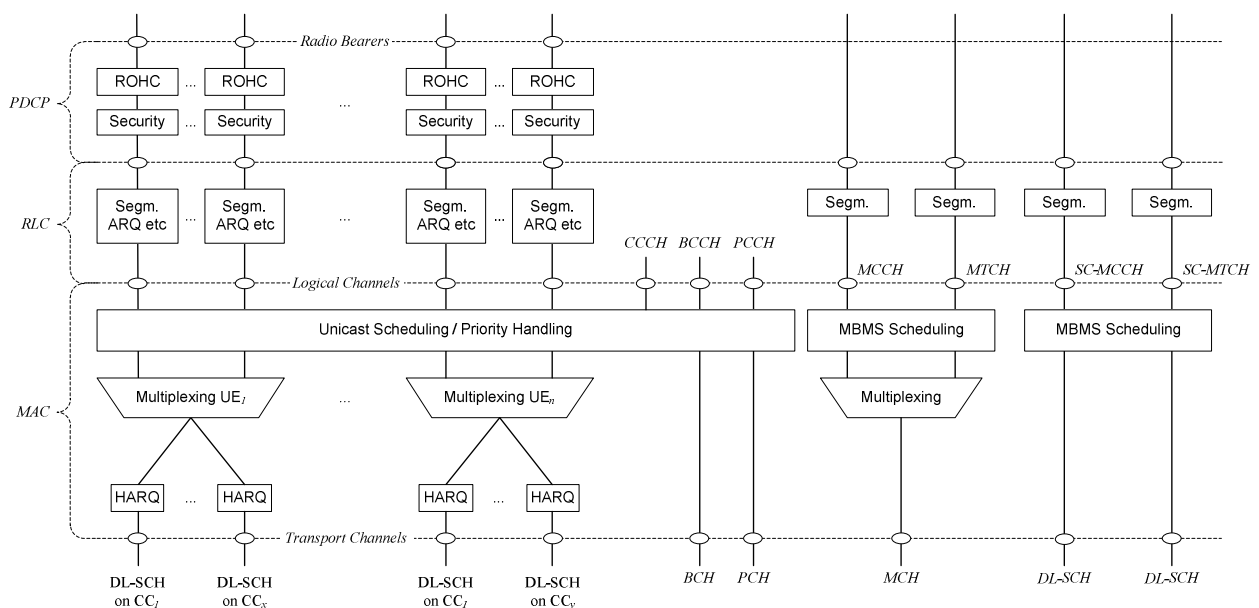 Radio Bearers
ROHC ... ROHC ROHC ... ROHC
PDCP ...
Security ... Security Security ... Security
Segm. ARQ etc ... Segm. ARQ etc ... Segm. ARQ etc ... Segm. ARQ etc Segm. Segm. Segm. Segm.
RLC
CCCH BCCH PCCH
MCCH MTCH SC-MCCH SC-MTCH
Logical Channels
Unicast Scheduling / Priority Handling MBMS Scheduling MBMS Scheduling
Multiplexing UE1 ... Multiplexing UEn Multiplexing
MAC
HARQ ... HARQ HARQ ... HARQ
Transport Channels
DL-SCH on CC1 DL-SCH on CCx DL-SCH on CC1 DL-SCH on CCy BCH PCH MCH DL-SCH DL-SCH